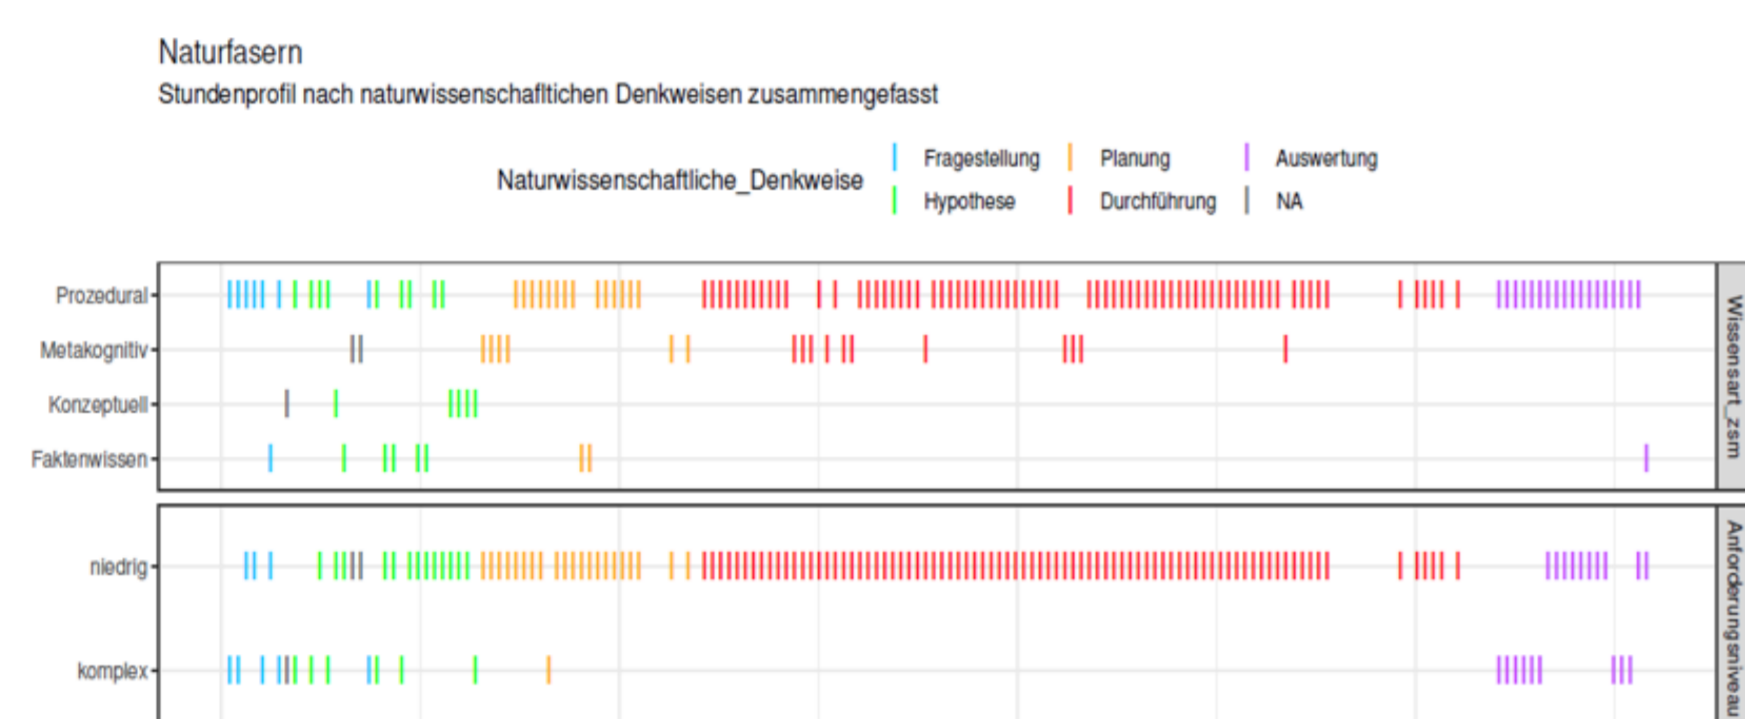 Naturfasern
Stundenprofil nach naturwissenschafltichen Denkweisen zusammengefasst
Naturwissenschaftliche_Denkweise
Fragestellung
Planung
Auswertung
Hypothese
Durchführung
NA
Prozedural
Metakognitiv
Konzeptuell
Faktenwissen
Wissensart_zsm
niedrig
komplex
Anforderungsniveau